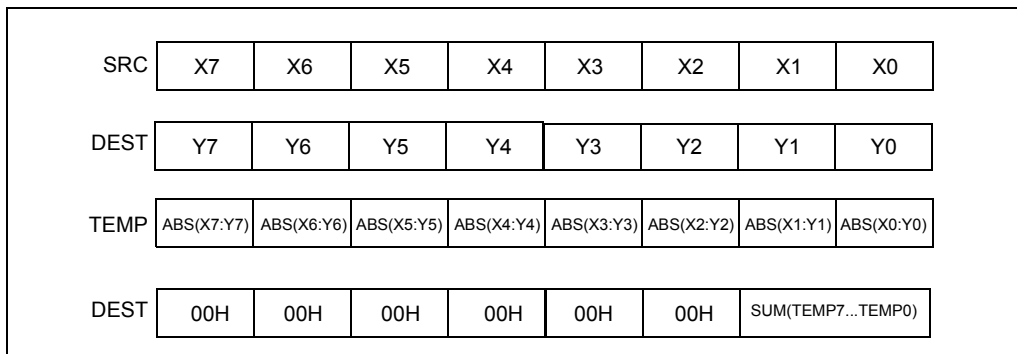 SRC X7 X6 X5 X4 X3 X2 X1 X0
DEST Y7 Y6 Y5 Y4 Y3 Y2 Y1 Y0
TEMP ABS(X7:Y7) ABS(X6:Y6) ABS(X5:Y5) ABS(X4:Y4) ABS(X3:Y3) ABS(X2:Y2) ABS(X1:Y1) ABS(X0:Y0)
DEST 00H 00H 00H 00H 00H 00H SUM(TEMP7...TEMP0)